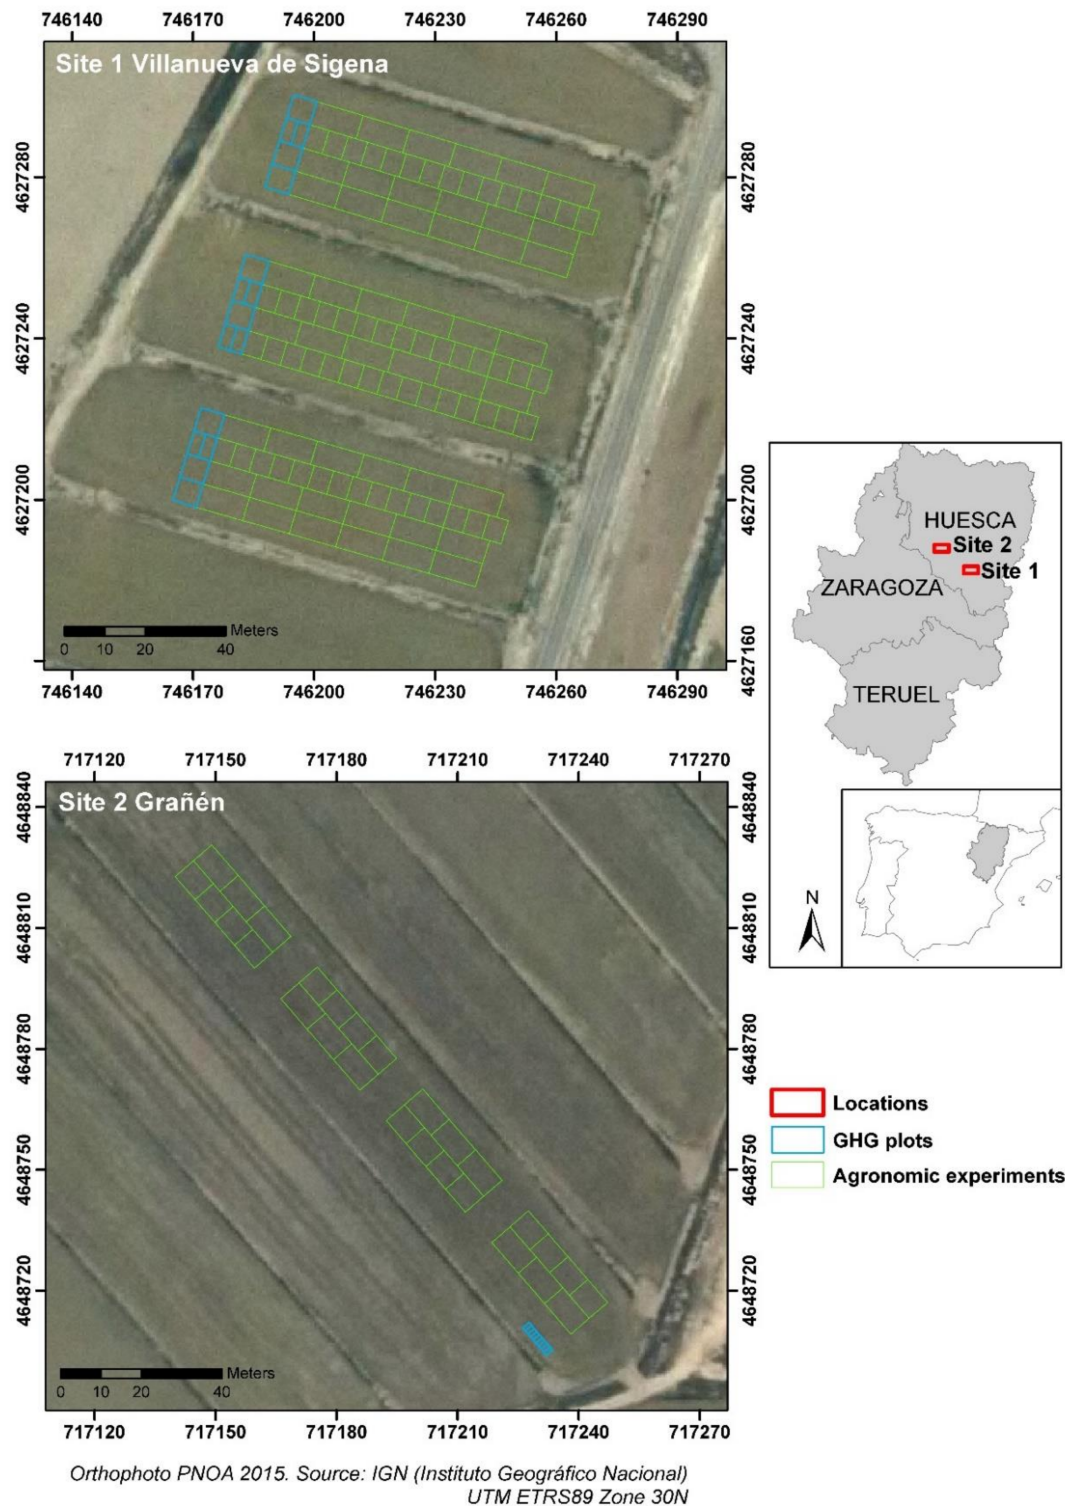 746140 746170 746200 746230 746260 746290
Site 1 Villanueva de Sigena
4627280 4627280
4627240 4627240
4627200 4627200
4627160 4627160
0 10 20 40 Meters
746140 746170 746200 746230 746260 746290
HUESCA
Site 2
Site 1
ZARAGOZA
TERUEL
N
717120 717150 717180 717210 717240 717270
Site 2 Grañén
4648840 4648840
4648810 4648810
4648780 4648780
4648750 4648750
4648720 4648720
0 10 20 40 Meters
717120 717150 717180 717210 717240 717270
Locations
GHG plots
Agronomic experiments
Orthophoto PNOA 2015. Source: IGN (Instituto Geográfico Nacional)
UTM ETRS89 Zone 30N